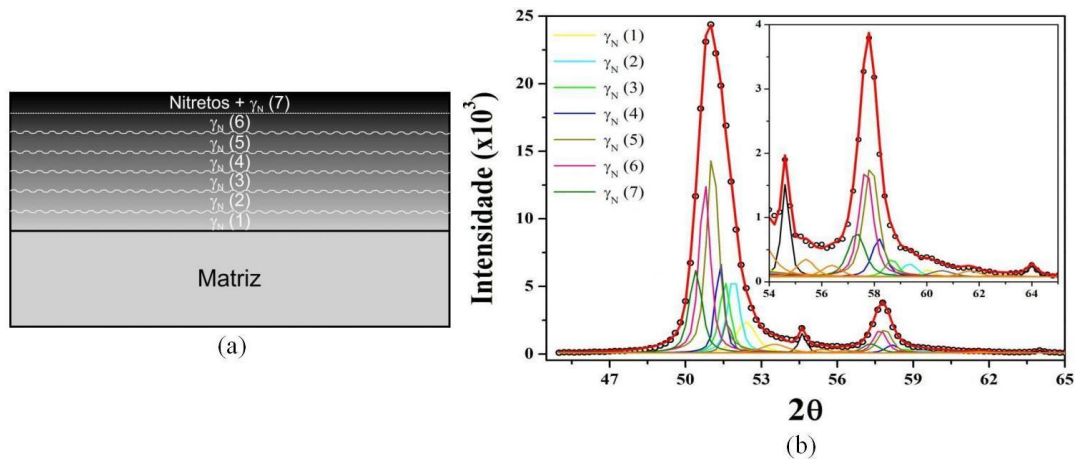 Nitretos + γN (7)
γN (6)
γN (5)
γN (4)
γN (3)
γN (2)
γN (1)
Matriz
(a)
b)
Intensidade (x10³)
25
20
15
10
5
0
γN (1)
γN (2)
γN (3)
γN (4)
γN (5)
γN (6)
γN (7)
4
3
2
1
0
54 56 58 60 62 64
47 50 53 56 59 62 65
2θ
(b)